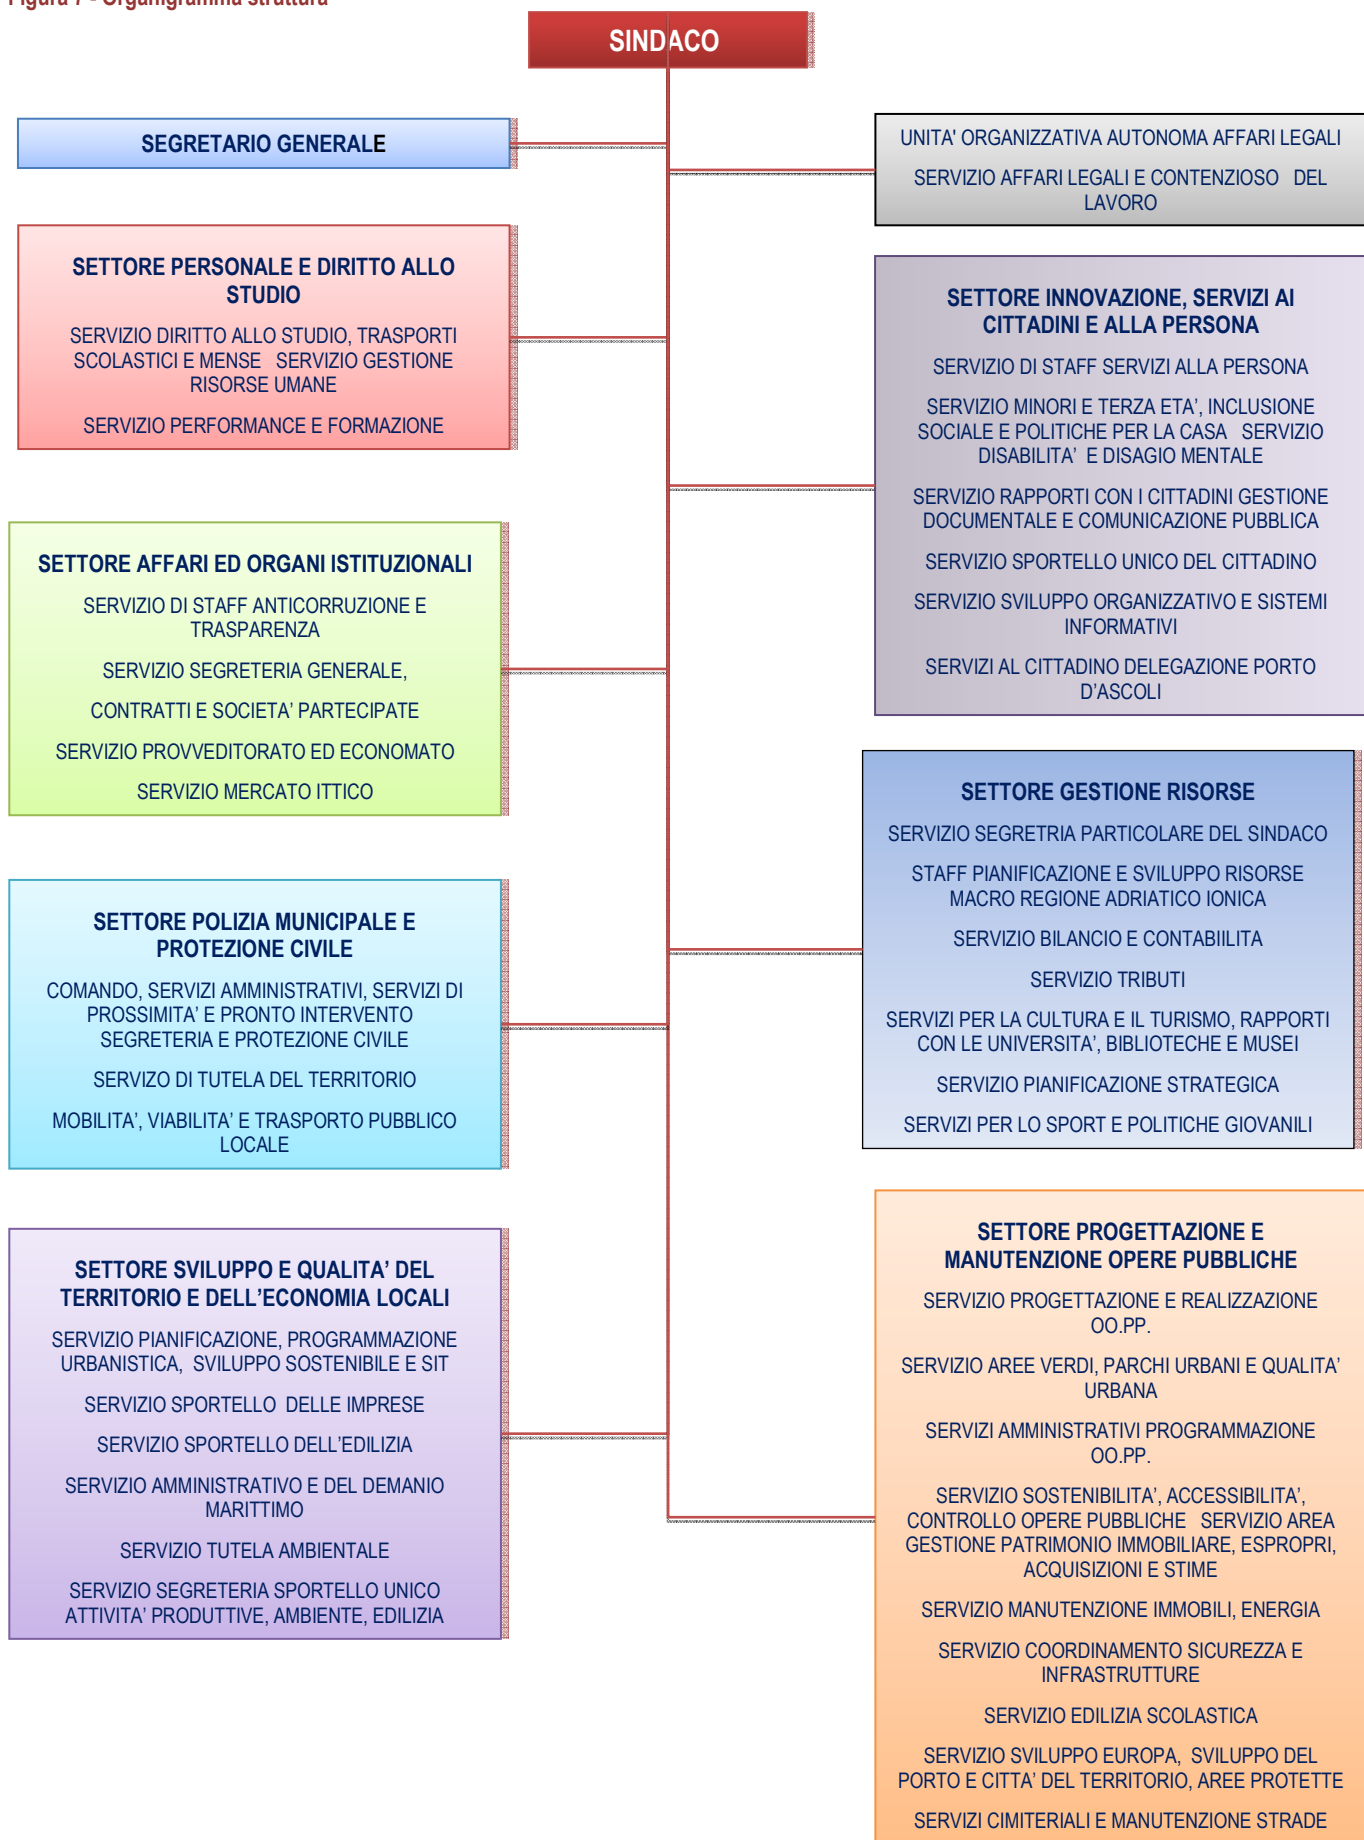 Figura 7 - Organigramma struttura
SINDACO
SEGRETARIO GENERALE
UNITA' ORGANIZZATIVA AUTONOMA AFFARI LEGALI
SERVIZIO AFFARI LEGALI E CONTENZIOSO DEL
LAVORO
SETTORE PERSONALE E DIRITTO ALLO
STUDIO
SERVIZIO DIRITTO ALLO STUDIO, TRASPORTI
SCOLASTICI E MENSE SERVIZIO GESTIONE
RISORSE UMANE
SERVIZIO PERFORMANCE E FORMAZIONE
SETTORE INNOVAZIONE, SERVIZI AI
CITTADINI E ALLA PERSONA
SERVIZIO DI STAFF SERVIZI ALLA PERSONA
SERVIZIO MINORI E TERZA ETA', INCLUSIONE
SOCIALE E POLITICHE PER LA CASA SERVIZIO
DISABILITA' E DISAGIO MENTALE
SERVIZIO RAPPORTI CON I CITTADINI GESTIONE
DOCUMENTALE E COMUNICAZIONE PUBBLICA
SERVIZIO SPORTELLO UNICO DEL CITTADINO
SERVIZIO SVILUPPO ORGANIZZATIVO E SISTEMI
INFORMATIVI
SERVIZI AL CITTADINO DELEGAZIONE PORTO
D'ASCOLI
SETTORE AFFARI ED ORGANI ISTITUZIONALI
SERVIZIO DI STAFF ANTICORRUZIONE E
TRASPARENZA
SERVIZIO SEGRETERIA GENERALE,
CONTRATTI E SOCIETA' PARTECIPATE
SERVIZIO PROVVEDITORATO ED ECONOMATO
SERVIZIO MERCATO ITTICO
SETTORE GESTIONE RISORSE
SERVIZIO SEGRETRIA PARTICOLARE DEL SINDACO
STAFF PIANIFICAZIONE E SVILUPPO RISORSE
MACRO REGIONE ADRIATICO IONICA
SERVIZIO BILANCIO E CONTABIILITA
SERVIZIO TRIBUTI
SERVIZI PER LA CULTURA E IL TURISMO, RAPPORTI
CON LE UNIVERSITA', BIBLIOTECHE E MUSEI
SERVIZIO PIANIFICAZIONE STRATEGICA
SERVIZI PER LO SPORT E POLITICHE GIOVANILI
SETTORE POLIZIA MUNICIPALE E
PROTEZIONE CIVILE
COMANDO, SERVIZI AMMINISTRATIVI, SERVIZI DI
PROSSIMITA' E PRONTO INTERVENTO
SEGRETERIA E PROTEZIONE CIVILE
SERVIZO DI TUTELA DEL TERRITORIO
MOBILITA', VIABILITA' E TRASPORTO PUBBLICO
LOCALE
SETTORE SVILUPPO E QUALITA' DEL
TERRITORIO E DELL'ECONOMIA LOCALI
SERVIZIO PIANIFICAZIONE, PROGRAMMAZIONE
URBANISTICA, SVILUPPO SOSTENIBILE E SIT
SERVIZIO SPORTELLO DELLE IMPRESE
SERVIZIO SPORTELLO DELL'EDILIZIA
SERVIZIO AMMINISTRATIVO E DEL DEMANIO
MARITTIMO
SERVIZIO TUTELA AMBIENTALE
SERVIZIO SEGRETERIA SPORTELLO UNICO
ATTIVITA' PRODUTTIVE, AMBIENTE, EDILIZIA
SETTORE PROGETTAZIONE E
MANUTENZIONE OPERE PUBBLICHE
SERVIZIO PROGETTAZIONE E REALIZZAZIONE
OO.PP.
SERVIZIO AREE VERDI, PARCHI URBANI E QUALITA'
URBANA
SERVIZI AMMINISTRATIVI PROGRAMMAZIONE
OO.PP.
SERVIZIO SOSTENIBILITA', ACCESSIBILITA',
CONTROLLO OPERE PUBBLICHE SERVIZIO AREA
GESTIONE PATRIMONIO IMMOBILIARE, ESPROPRI,
ACQUISIZIONI E STIME
SERVIZIO MANUTENZIONE IMMOBILI, ENERGIA
SERVIZIO COORDINAMENTO SICUREZZA E
INFRASTRUTTURE
SERVIZIO EDILIZIA SCOLASTICA
SERVIZIO SVILUPPO EUROPA, SVILUPPO DEL
PORTO E CITTA' DEL TERRITORIO, AREE PROTETTE
SERVIZI CIMITERIALI E MANUTENZIONE STRADE